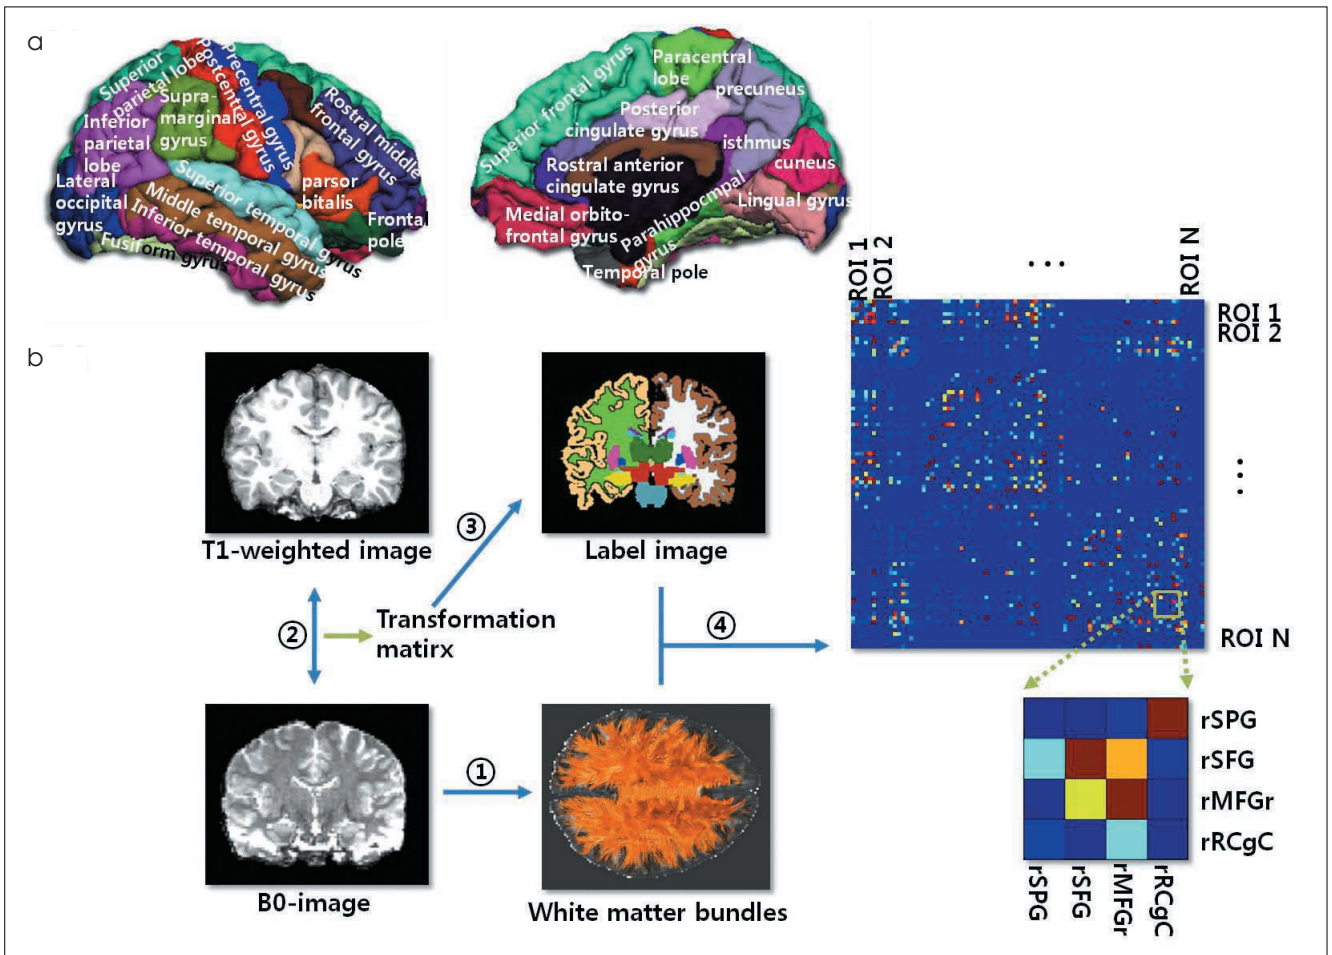 a
Superior
parietal lobe
Postcentral gyrus
Precentral gyrus
Supra-
marginal
gyrus
Rostral middle
frontal gyrus
Inferior
parietal
lobe
Lateral
occipital
gyrus
Superior temporal gyrus
Middle temporal gyrus
Inferior temporal gyrus
Fusiform gyrus
parsor
bitalis
Frontal
pole
Superior frontal gyrus
Paracentral
lobe
precuneus
Posterior
cingulate gyrus
isthmus
cuneus
Rostral anterior
cingulate gyrus
Lingual gyrus
Medial orbito-
frontal gyrus
Parahippocmpal
gyrus
Temporal pole
b
T1-weighted image
Label image
③
②
Transformation
matirx
④
①
B0-image
White matter bundles
ROI 1
ROI 2
...
ROI N
ROI 1
ROI 2
...
ROI N
rSPG
rSFG
rMFGr
rRCgC
rSPG
rSFG
rMFGr
rRCgC